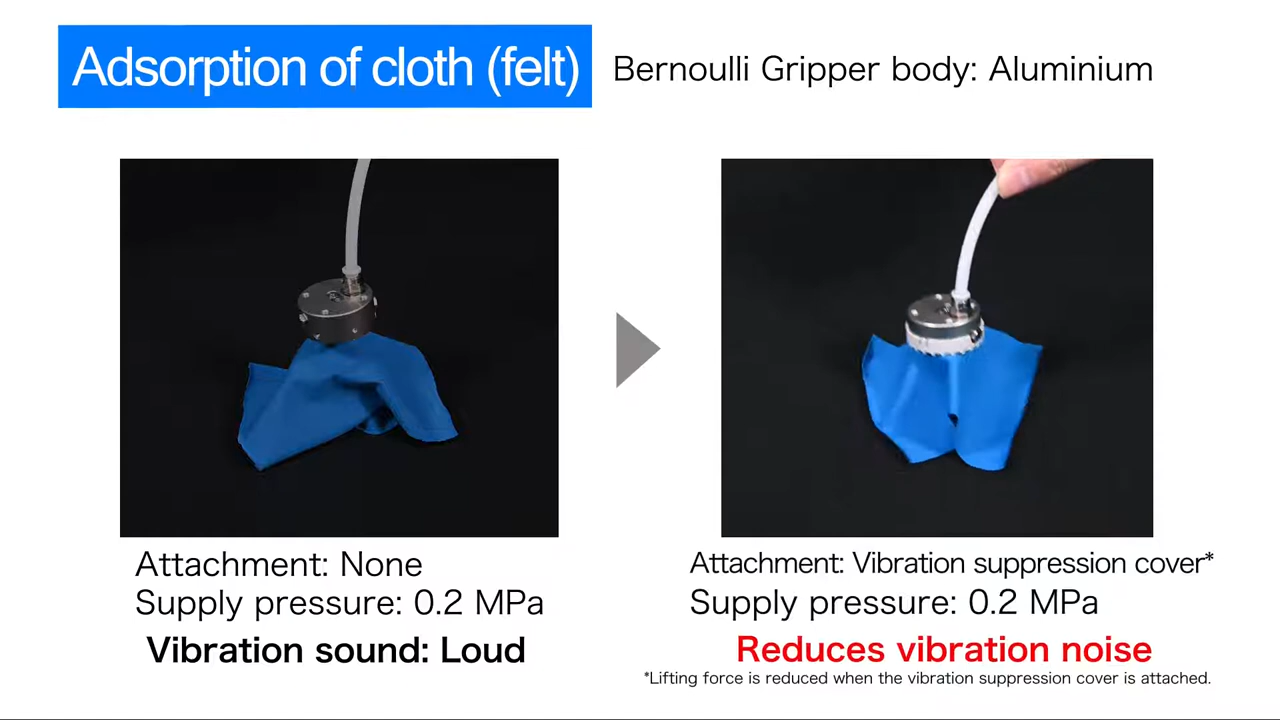 Adsorption of cloth (felt)
Bernoulli Gripper body: Aluminium
Attachment: None
Supply pressure: 0.2 MPa
Vibration sound: Loud
Attachment: Vibration suppression cover*
Supply pressure: 0.2 MPa
Reduces vibration noise
*Lifting force is reduced when the vibration suppression cover is attached.